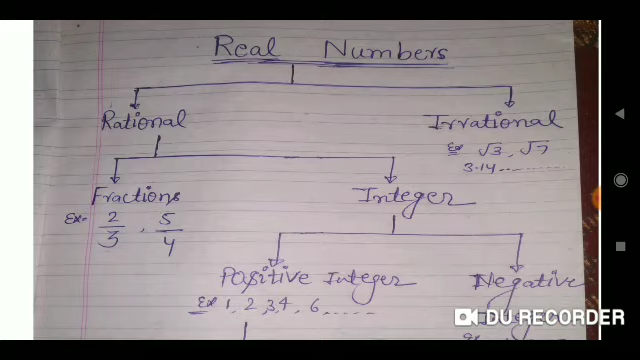 Real Numbers
Rational
Irrational
Ex √3, √7
3.14..........
Fractions
Integer
Ex- 2/3, 5/4
Positive Integer
Negative
Ex 1, 2, 3, 4, 6, .....
DU RECORDER